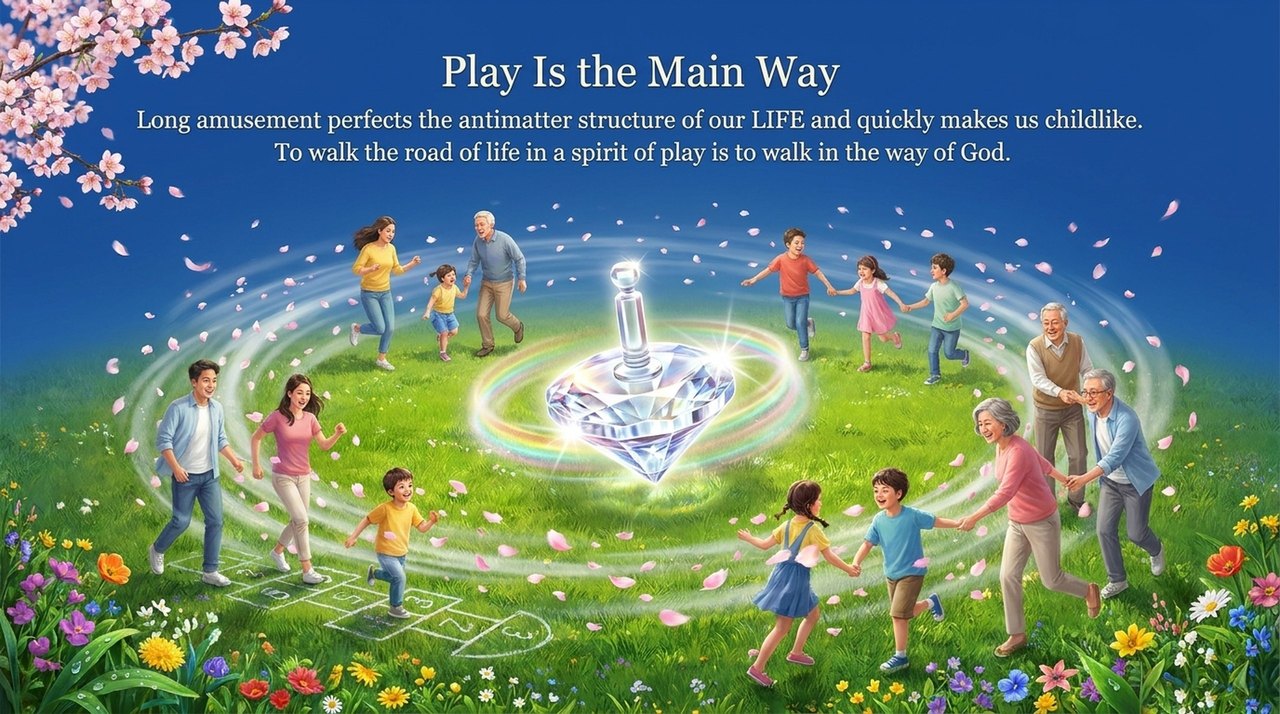 Play Is the Main Way
Long amusement perfects the antimatter structure of our LIFE and quickly makes us childlike.
To walk the road of life in a spirit of play is to walk in the way of God.